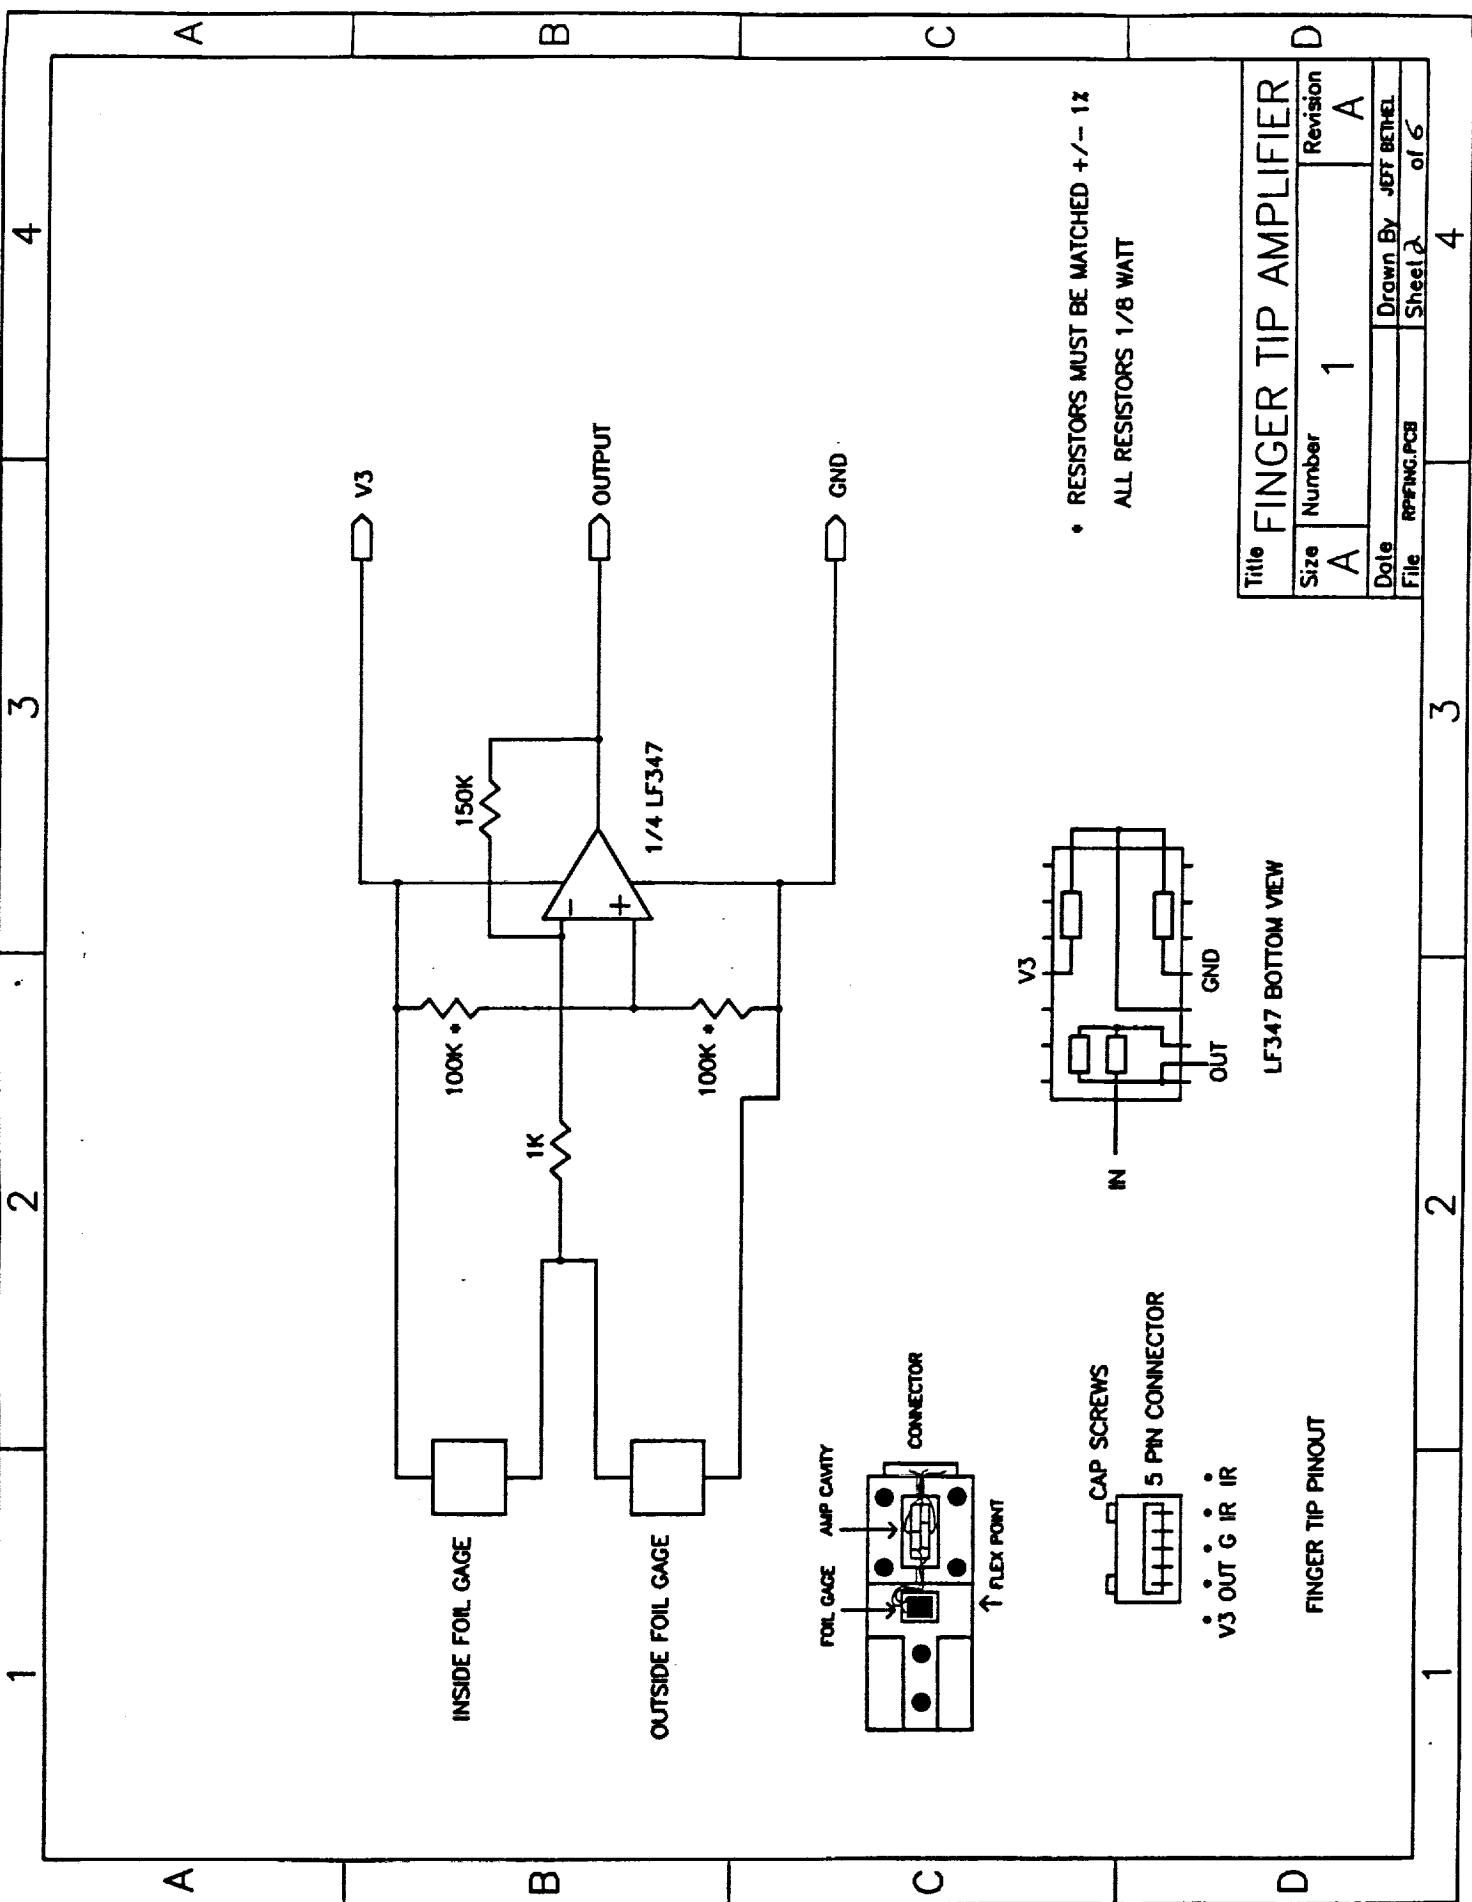 1 2 3 4
A A
B B
C C
D D
V3
150K
100K *
INSIDE FOIL GAGE
1K
−
+
OUTPUT
1/4 LF347
OUTSIDE FOIL GAGE
100K *
GND
FOIL GAGE
AMP CAVITY
CONNECTOR
↑ FLEX POINT
V3
IN
OUT
GND
LF347 BOTTOM VIEW
* RESISTORS MUST BE MATCHED +/− 1%
ALL RESISTORS 1/8 WATT
CAP SCREWS
5 PIN CONNECTOR
V3 OUT G IR IR
FINGER TIP PINOUT
Title FINGER TIP AMPLIFIER
Size Number Revision
A 1 A
Date Drawn By JEFF BETHEL
File RPIFING.PCB Sheet 2 of 6
1 2 3 4